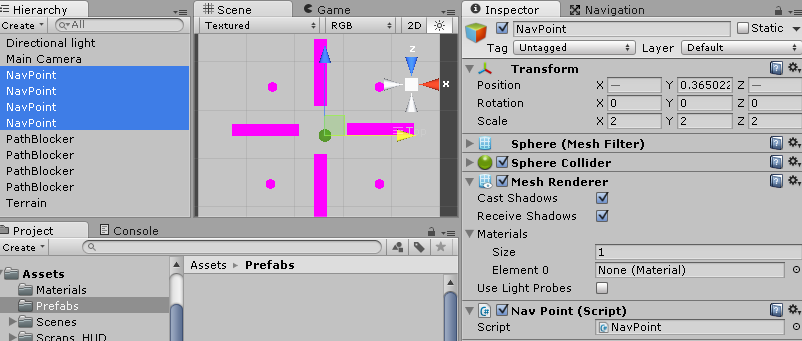 Hierarchy
Create All
Directional light
Main Camera
NavPoint
NavPoint
NavPoint
NavPoint
PathBlocker
PathBlocker
PathBlocker
PathBlocker
Terrain
Scene Game
Textured RGB 2D
z
x
Project Console
Create
Assets
Materials
Prefabs
Scenes
Scraps_HUD
Assets Prefabs
Inspector Navigation
NavPoint Static
Tag Untagged Layer Default
Transform
Position X — Y 0.365022 Z —
Rotation X 0 Y 0 Z 0
Scale X 2 Y 2 Z 2
Sphere (Mesh Filter)
Sphere Collider
Mesh Renderer
Cast Shadows
Receive Shadows
Materials
Size 1
Element 0 None (Material)
Use Light Probes
Nav Point (Script)
Script NavPoint